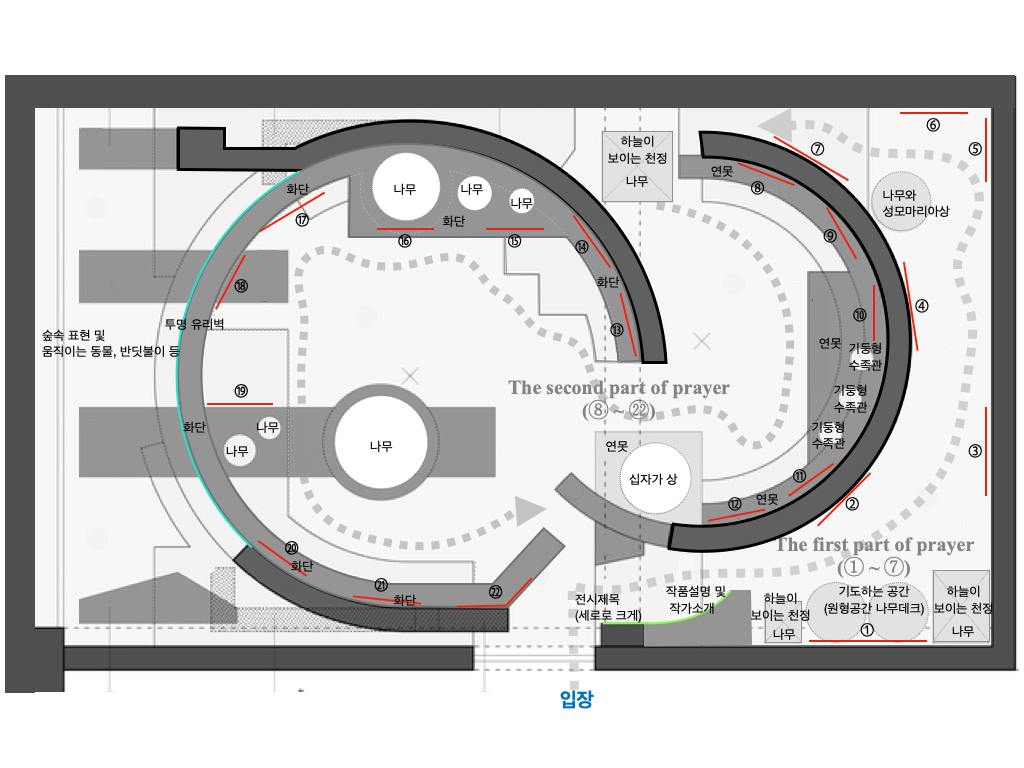 ⑥
⑤
하늘이
보이는 천정
나무
⑦
연못
⑧
나무와
성모마리아상
화단
⑰
나무
나무
나무
화단
⑯
⑮
⑭
화단
⑬
⑨
④
⑩
연못
기둥형
수족관
기둥형
수족관
기둥형
수족관
⑱
투명 유리벽
숲속 표현 및
움직이는 동물, 반딧불이 등
⑲
화단
나무
나무
나무
The second part of prayer
(⑧ ~ ㉒)
연못
십자가 상
③
⑪
⑫
연못
②
The first part of prayer
(① ~ ⑦)
⑳
화단
㉑
화단
㉒
전시제목
(세로로 크게)
작품설명 및
작가소개
하늘이
보이는 천정
나무
기도하는 공간
(원형공간 나무데크)
①
하늘이
보이는 천정
나무
입장